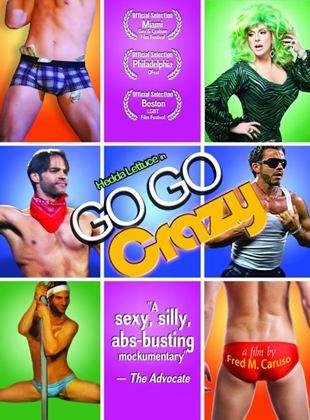 Official Selection
Miami
Gay & Lesbian
Film Festival
Official Selection
Philadelphia
QFest
Official Selection
Boston
LGBT
Film Festival
Hedda Lettuce in
GO GO
Crazy
"A
sexy, silly,
abs-busting
mockumentary"
— The Advocate
a film by
Fred M. Caruso